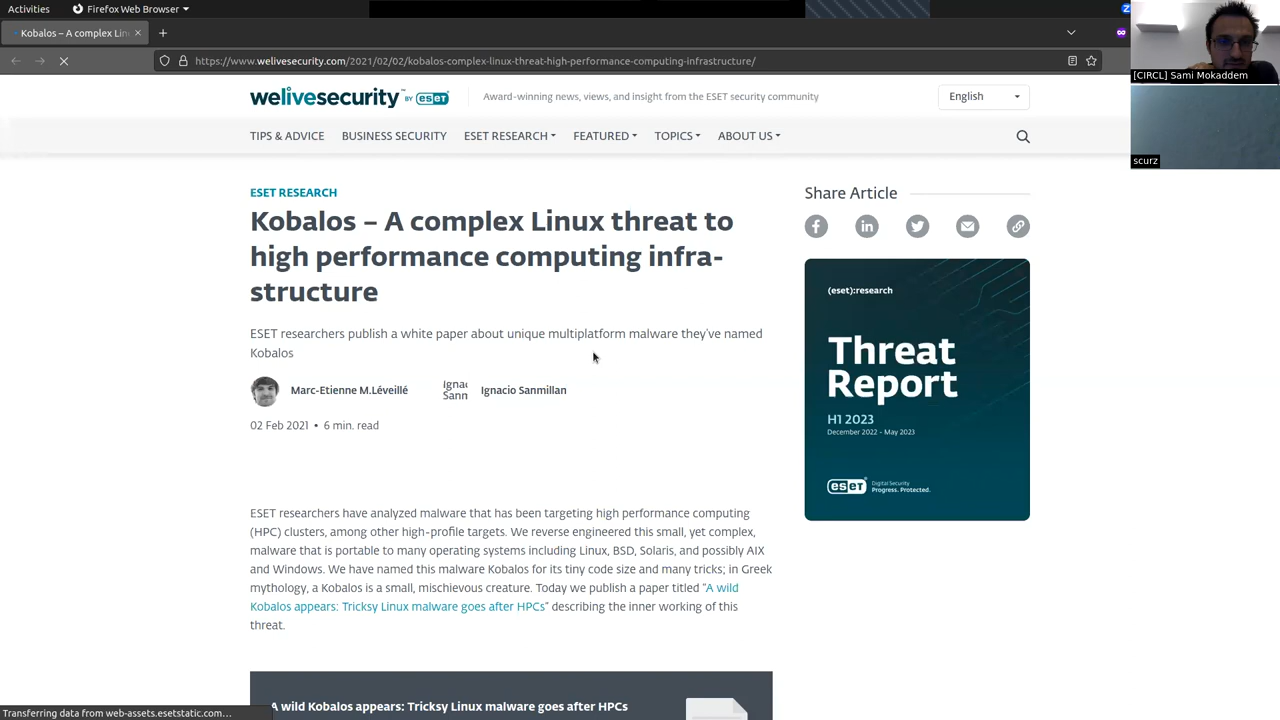 Activities
Firefox Web Browser
Kobalos – A complex Lin
https://www.welivesecurity.com/2021/02/02/kobalos-complex-linux-threat-high-performance-computing-infrastructure/
[CIRCL] Sami Mokaddem
scurz
welivesecurity™ BY eset
Award-winning news, views, and insight from the ESET security community
English
TIPS & ADVICE
BUSINESS SECURITY
ESET RESEARCH
FEATURED
TOPICS
ABOUT US
ESET RESEARCH
Kobalos – A complex Linux threat to
high performance computing infra-
structure
ESET researchers publish a white paper about unique multiplatform malware they've named
Kobalos
Marc-Etienne M.Léveillé
Ignacio Sanmillan
02 Feb 2021 • 6 min. read
Share Article
(eset):research
Threat
Report
H1 2023
December 2022 - May 2023
eset
Digital Security
Progress. Protected.
ESET researchers have analyzed malware that has been targeting high performance computing
(HPC) clusters, among other high-profile targets. We reverse engineered this small, yet complex,
malware that is portable to many operating systems including Linux, BSD, Solaris, and possibly AIX
and Windows. We have named this malware Kobalos for its tiny code size and many tricks; in Greek
mythology, a Kobalos is a small, mischievous creature. Today we publish a paper titled "A wild
Kobalos appears: Tricksy Linux malware goes after HPCs" describing the inner working of this
threat.
A wild Kobalos appears: Tricksy Linux malware goes after HPCs
Transferring data from web-assets.esetstatic.com…